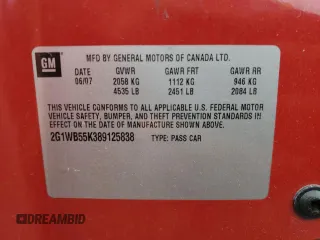 GM
MFD BY GENERAL MOTORS OF CANADA LTD.
DATE GVWR GAWR FRT GAWR RR
06/07 2058 KG 1112 KG 946 KG
4535 LB 2451 LB 2084 LB
THIS VEHICLE CONFORMS TO ALL APPLICABLE U.S. FEDERAL MOTOR
VEHICLE SAFETY, BUMPER, AND THEFT PREVENTION STANDARDS IN
EFFECT ON THE DATE OF MANUFACTURE SHOWN ABOVE.
2G1WB55K389125838 TYPE: PASS CAR
DREAMBID